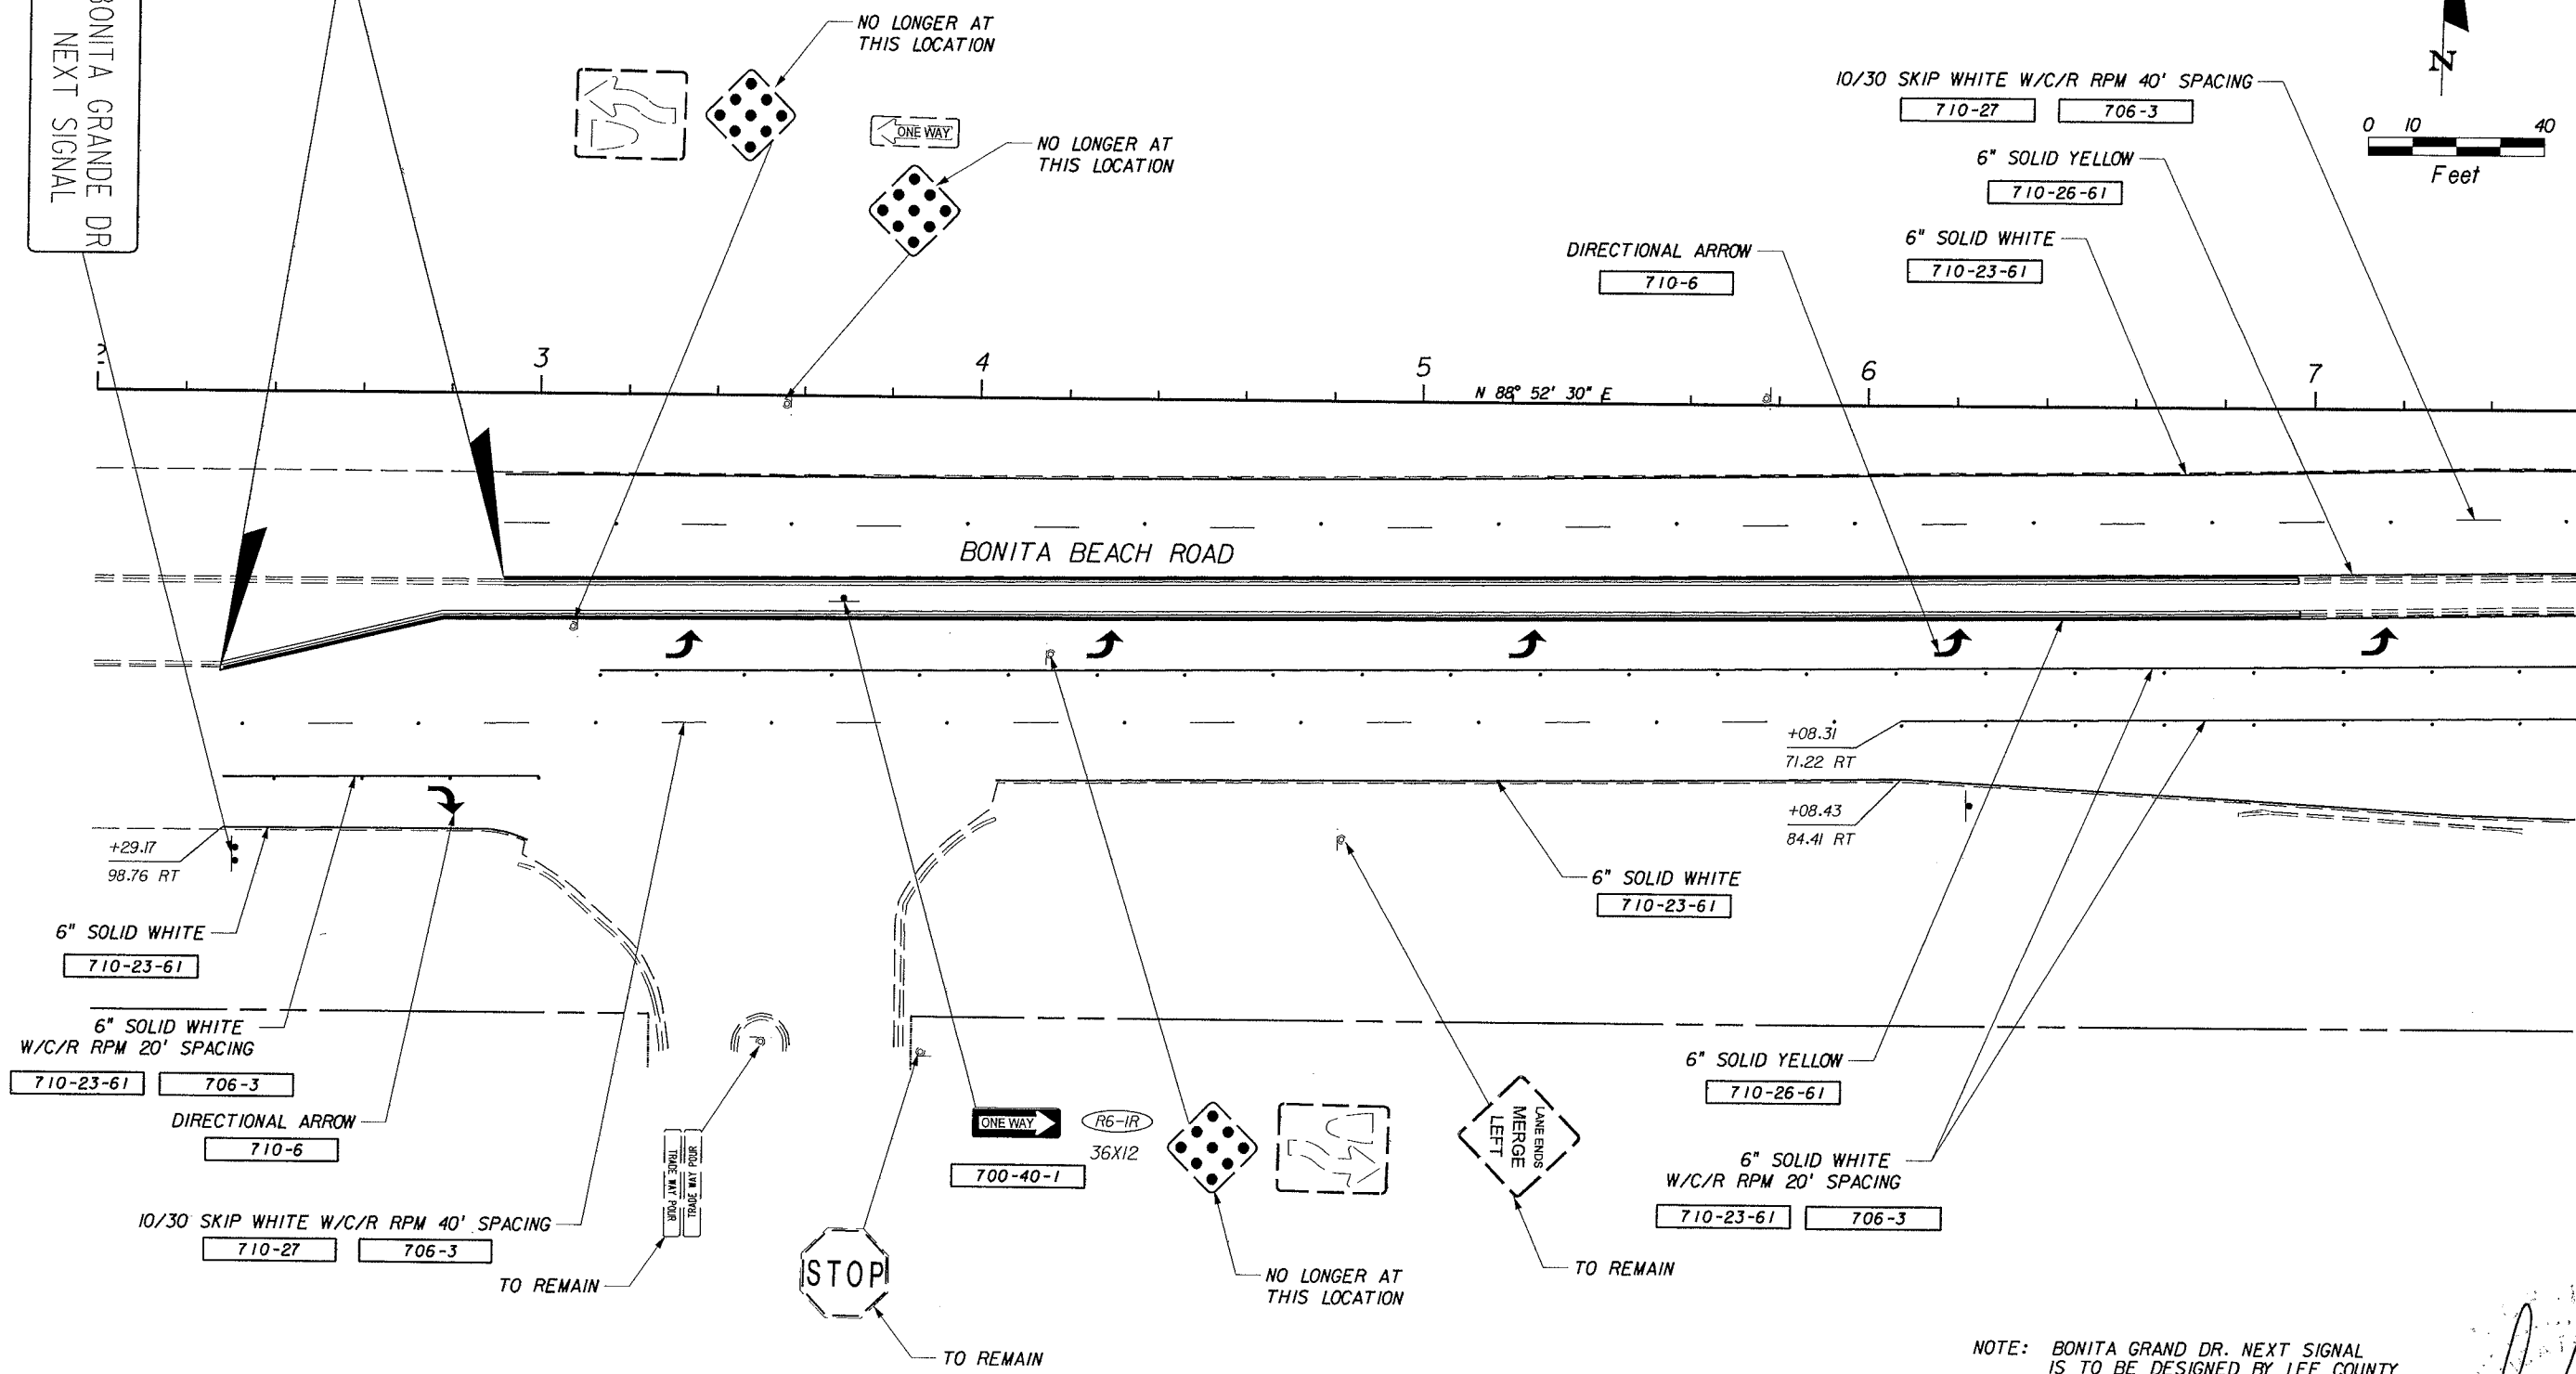 BONITA GRANDE DR
NEXT SIGNAL
NO LONGER AT
THIS LOCATION
ONE WAY
NO LONGER AT
THIS LOCATION
10/30 SKIP WHITE W/C/R RPM 40' SPACING
710-27 706-3
6" SOLID YELLOW
710-26-61
6" SOLID WHITE
710-23-61
DIRECTIONAL ARROW
710-6
N
0 10 40
Feet
2 3 4 5 6 7
N 88° 52' 30" E
BONITA BEACH ROAD
+08.31
71.22 RT
+08.43
84.41 RT
+29.17
98.76 RT
6" SOLID WHITE
710-23-61
6" SOLID WHITE
710-23-61
6" SOLID WHITE
W/C/R RPM 20' SPACING
710-23-61 706-3
DIRECTIONAL ARROW
710-6
10/30 SKIP WHITE W/C/R RPM 40' SPACING
710-27 706-3
TRADE WAY POUR
TRADE WAY POUR
TO REMAIN
STOP
TO REMAIN
ONE WAY
R6-1R
36X12
700-40-1
NO LONGER AT
THIS LOCATION
LANE ENDS
MERGE
LEFT
TO REMAIN
6" SOLID YELLOW
710-26-61
6" SOLID WHITE
W/C/R RPM 20' SPACING
710-23-61 706-3
NOTE: BONITA GRAND DR. NEXT SIGNAL
IS TO BE DESIGNED BY LEE COUNTY